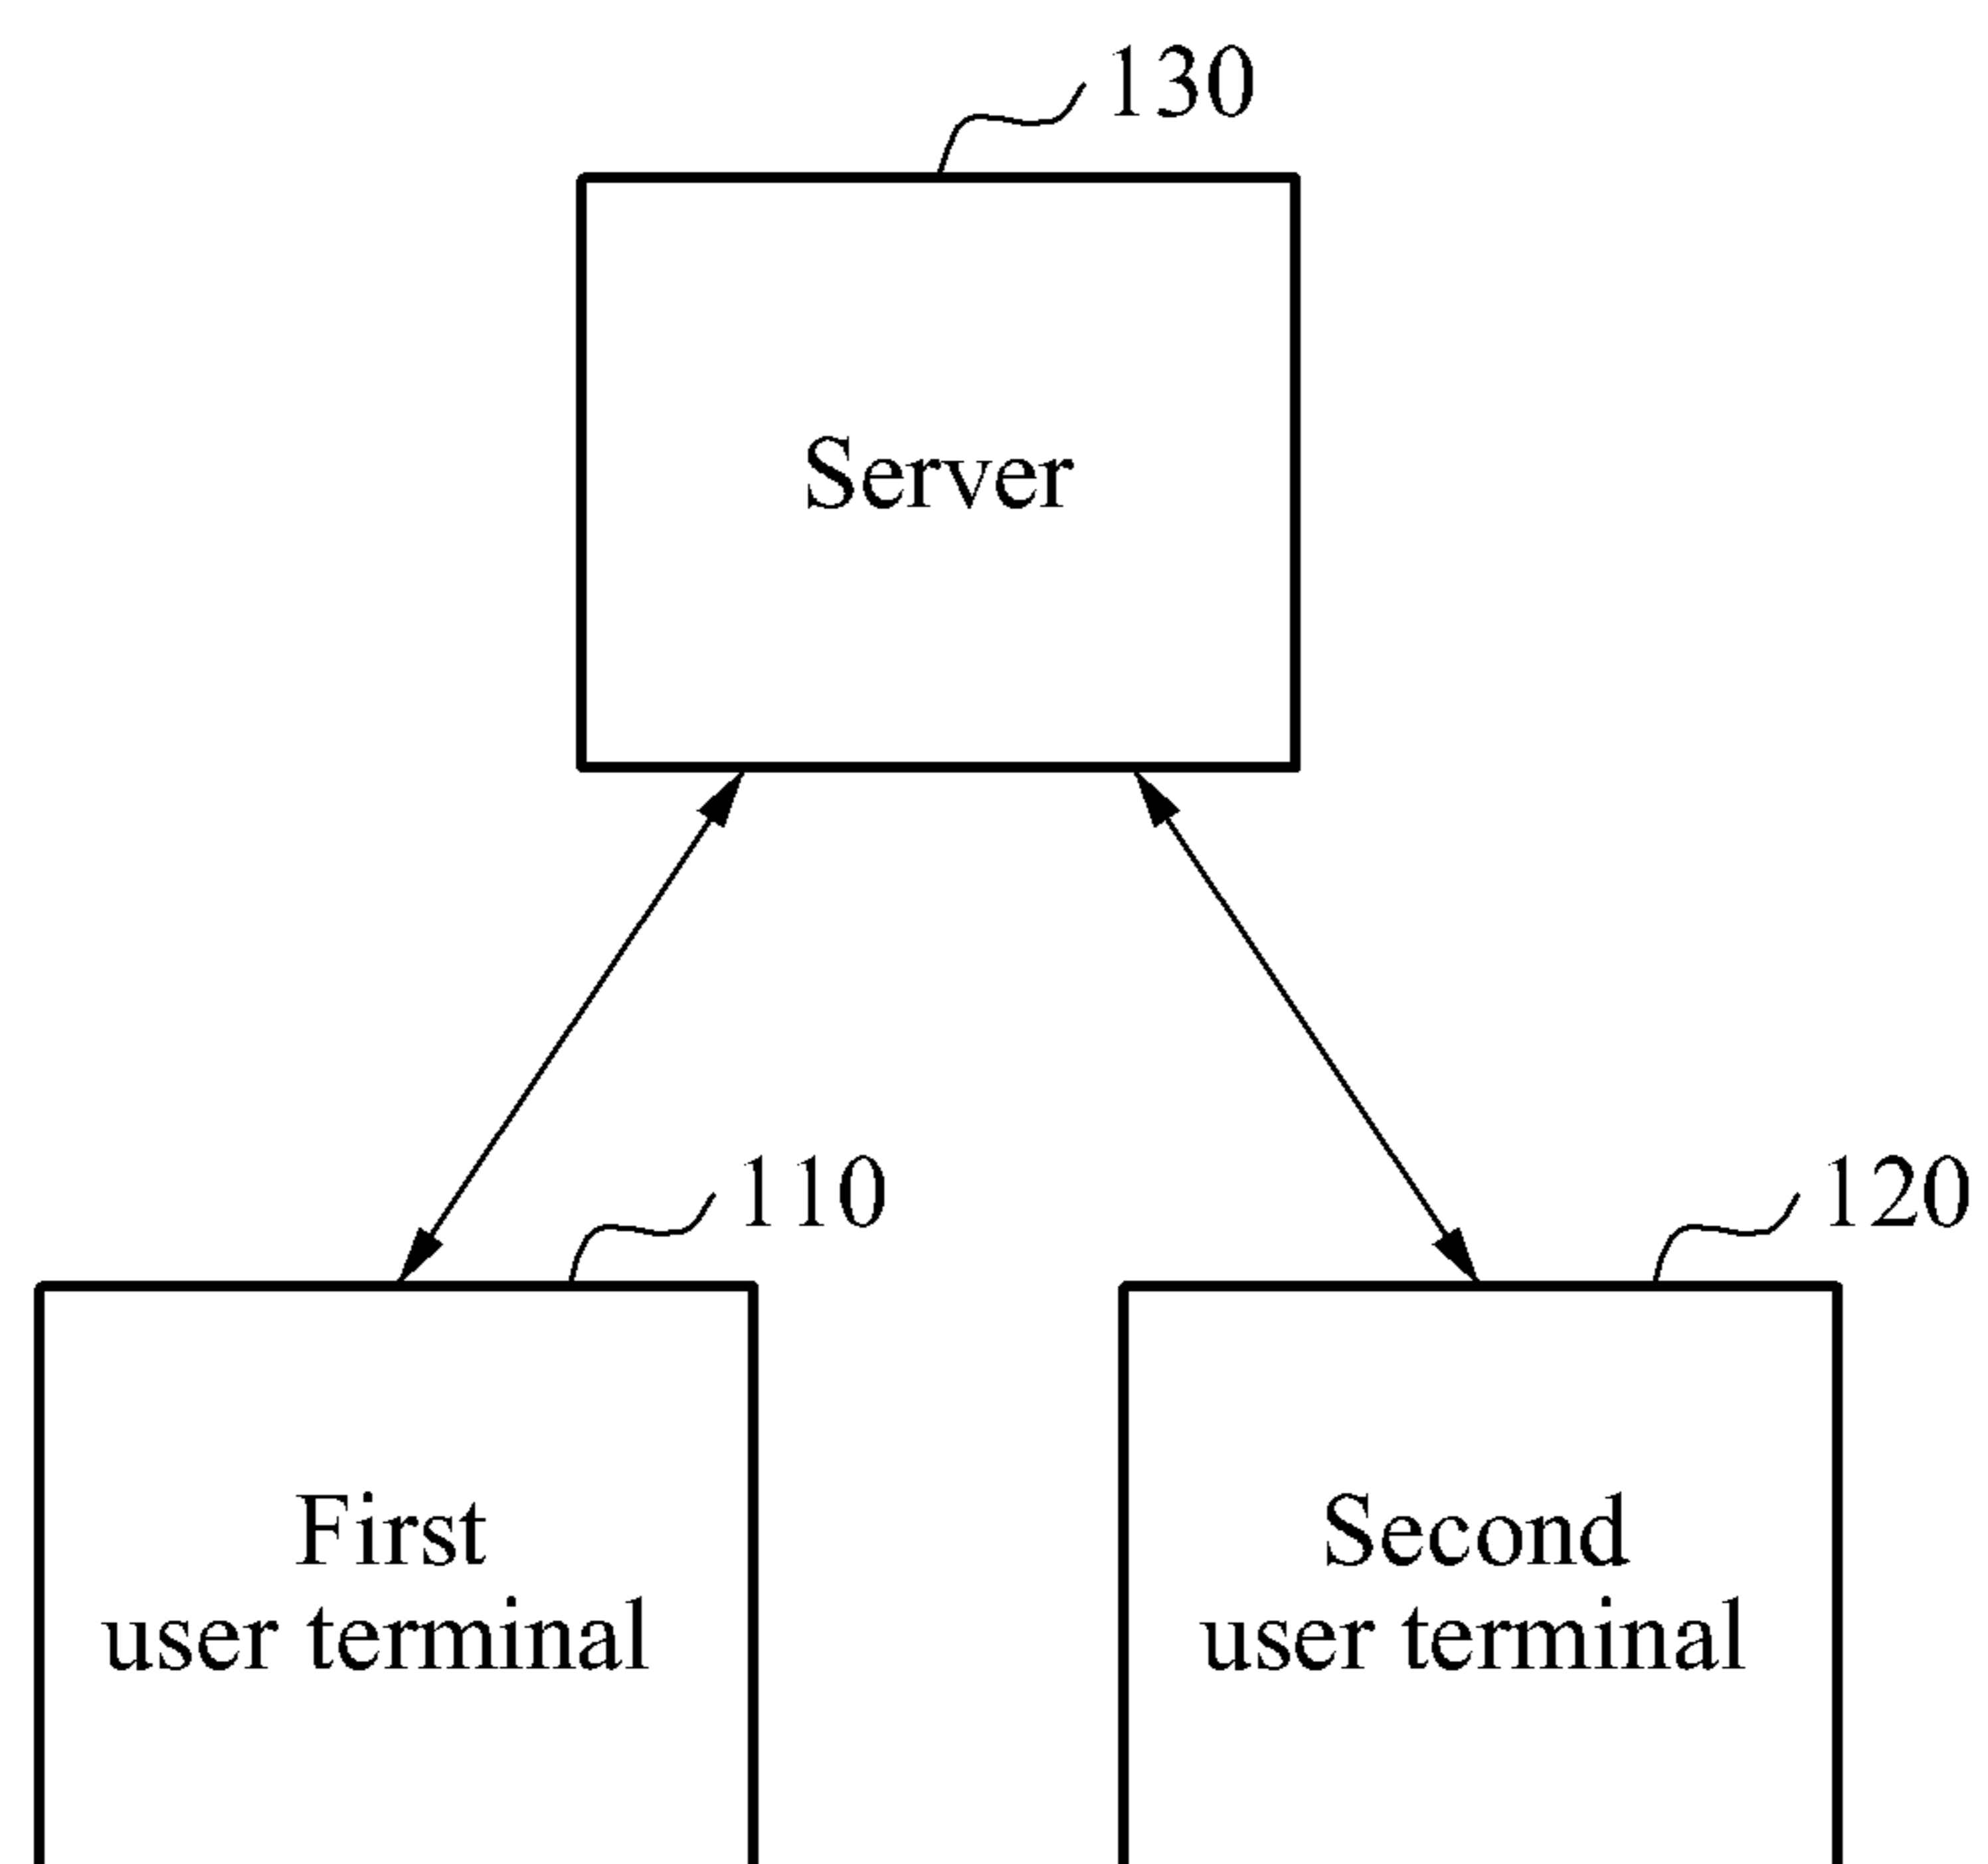 130
Server
110
120
First
user terminal
Second
user terminal